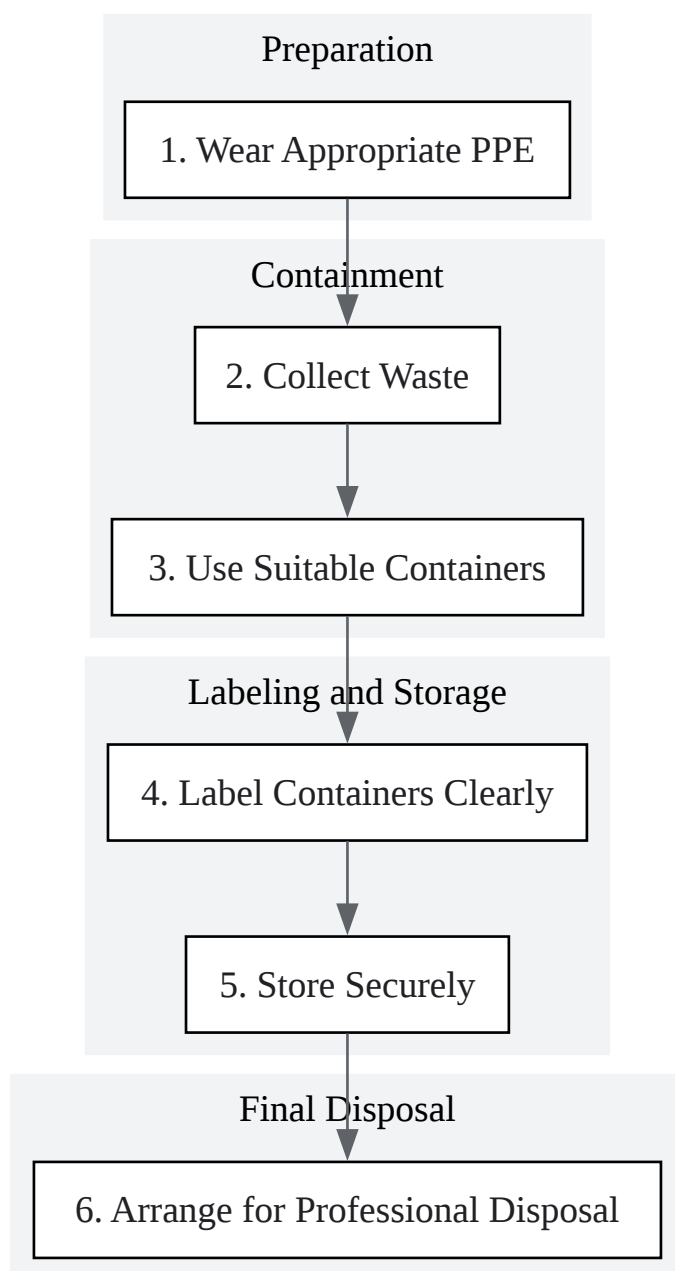 Preparation
1. Wear Appropriate PPE
Containment
2. Collect Waste
3. Use Suitable Containers
Labeling and Storage
4. Label Containers Clearly
5. Store Securely
Final Disposal
6. Arrange for Professional Disposal